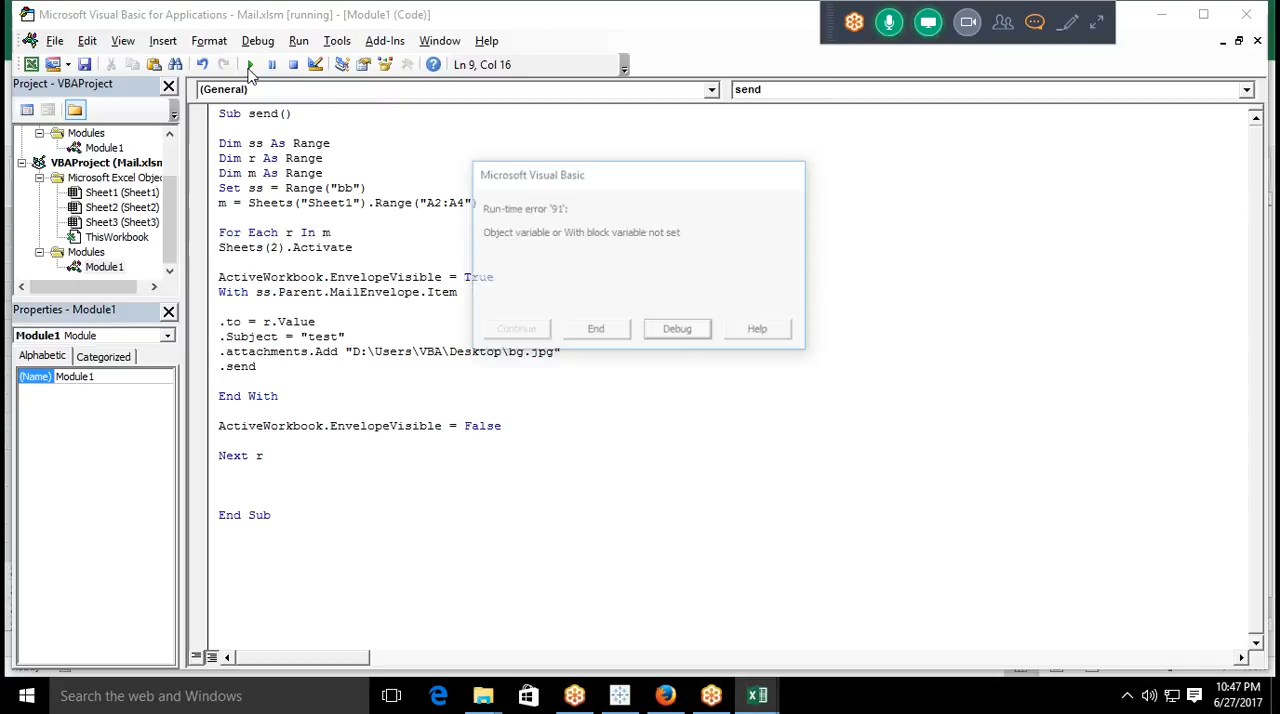 Microsoft Visual Basic for Applications - Mail.xlsm [running] - [Module1 (Code)]
File Edit View Insert Format Debug Run Tools Add-Ins Window Help
Ln 9, Col 16
Project - VBAProject
(General)
send
Modules
Module1
VBAProject (Mail.xlsm
Microsoft Excel Objec
Sheet1 (Sheet1)
Sheet2 (Sheet2)
Sheet3 (Sheet3)
ThisWorkbook
Modules
Module1
Properties - Module1
Module1 Module
Alphabetic Categorized
(Name) Module1
Sub send()
Dim ss As Range
Dim r As Range
Dim m As Range
Set ss = Range("bb")
m = Sheets("Sheet1").Range("A2:A4")
For Each r In m
Sheets(2).Activate
ActiveWorkbook.EnvelopeVisible = True
With ss.Parent.MailEnvelope.Item
.to = r.Value
.Subject = "test"
.attachments.Add "D:\Users\VBA\Desktop\bg.jpg"
.send
End With
ActiveWorkbook.EnvelopeVisible = False
Next r
End Sub
Microsoft Visual Basic
Run-time error '91':
Object variable or With block variable not set
Continue End Debug Help
Search the web and Windows
10:47 PM
6/27/2017